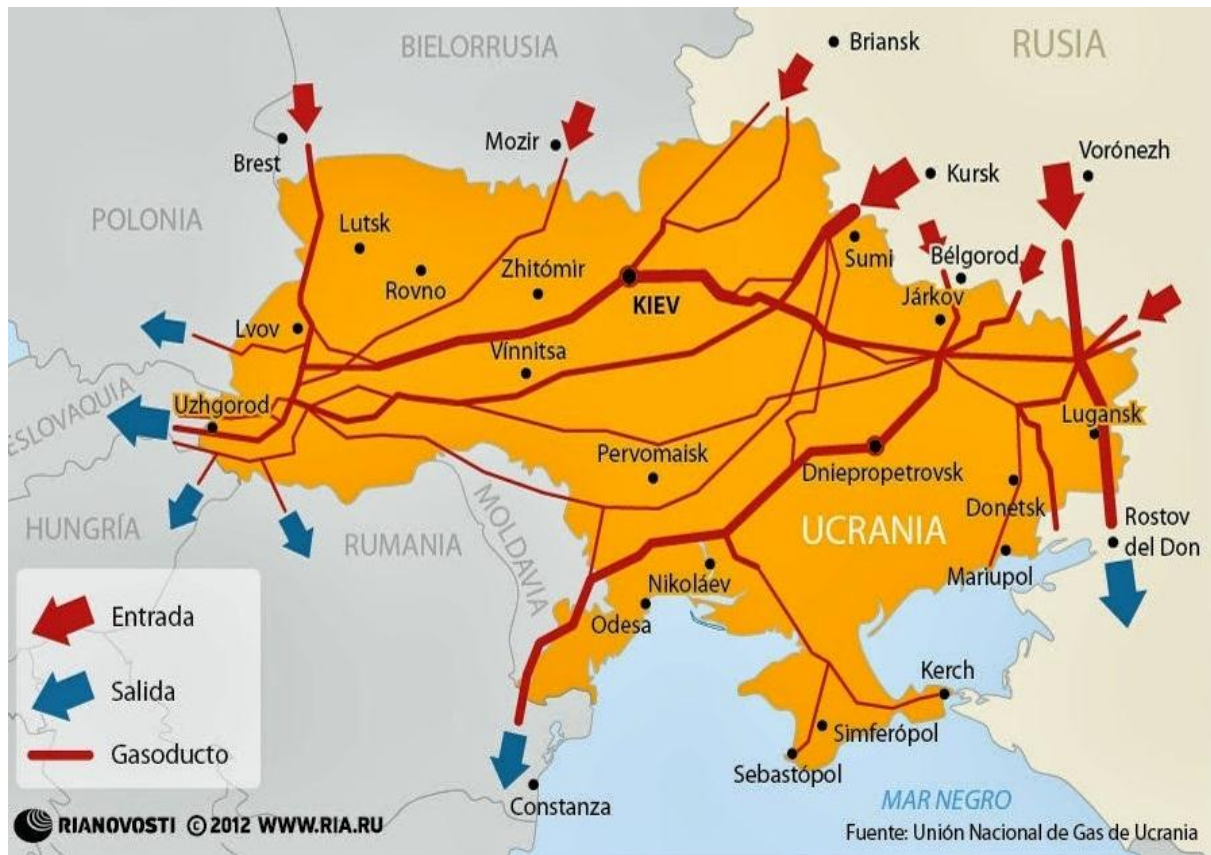 BIELORRUSIA
Briansk
RUSIA
Brest
Mozir
Kursk
Vorónezh
POLONIA
Lutsk
Rovno
Zhitómir
KIEV
Sumi
Bélgorod
Járkov
Lvov
Vínnitsa
ESLOVAQUIA
Uzhgorod
Lugansk
Pervomaisk
Dniepropetrovsk
Donetsk
HUNGRÍA
RUMANIA
MOLDAVIA
UCRANIA
Rostov
del Don
Mariupol
Nikoláev
Odesa
Entrada
Salida
Gasoducto
Kerch
Simferópol
Sebastópol
Constanza
MAR NEGRO
RIANOVOSTI © 2012 WWW.RIA.RU
Fuente: Unión Nacional de Gas de Ucrania